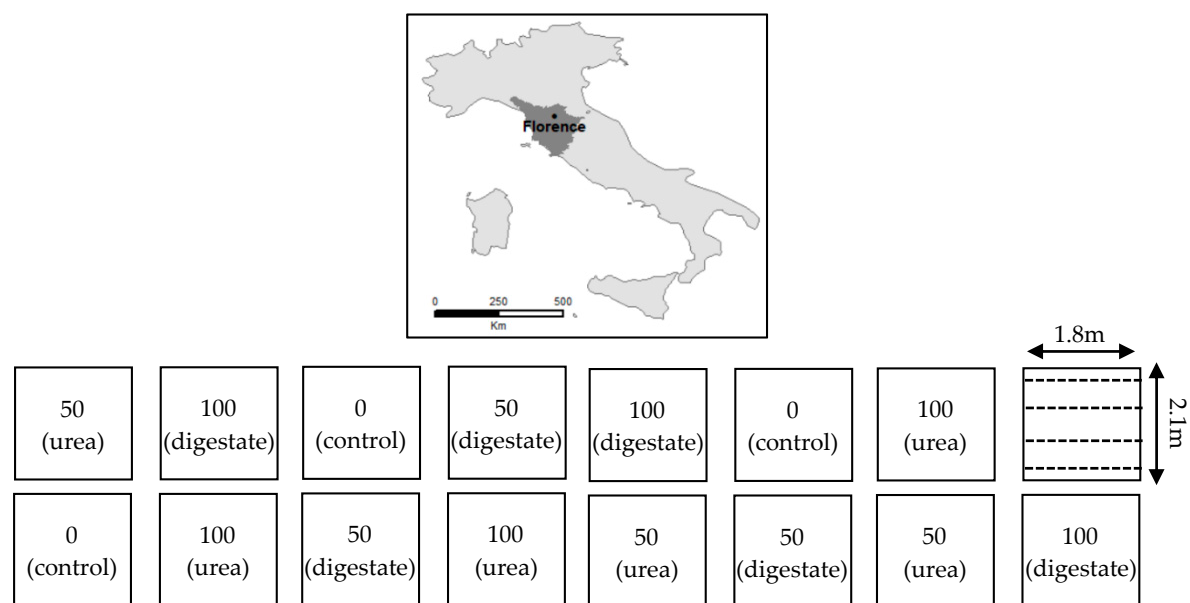 Florence
0 250 500
Km
1.8m
2.1m
50 100 0 50 100 0 100
(urea) (digestate) (control) (digestate) (digestate) (control) (urea)
0 100 50 100 50 50 50 100
(control) (urea) (digestate) (urea) (urea) (digestate) (urea) (digestate)